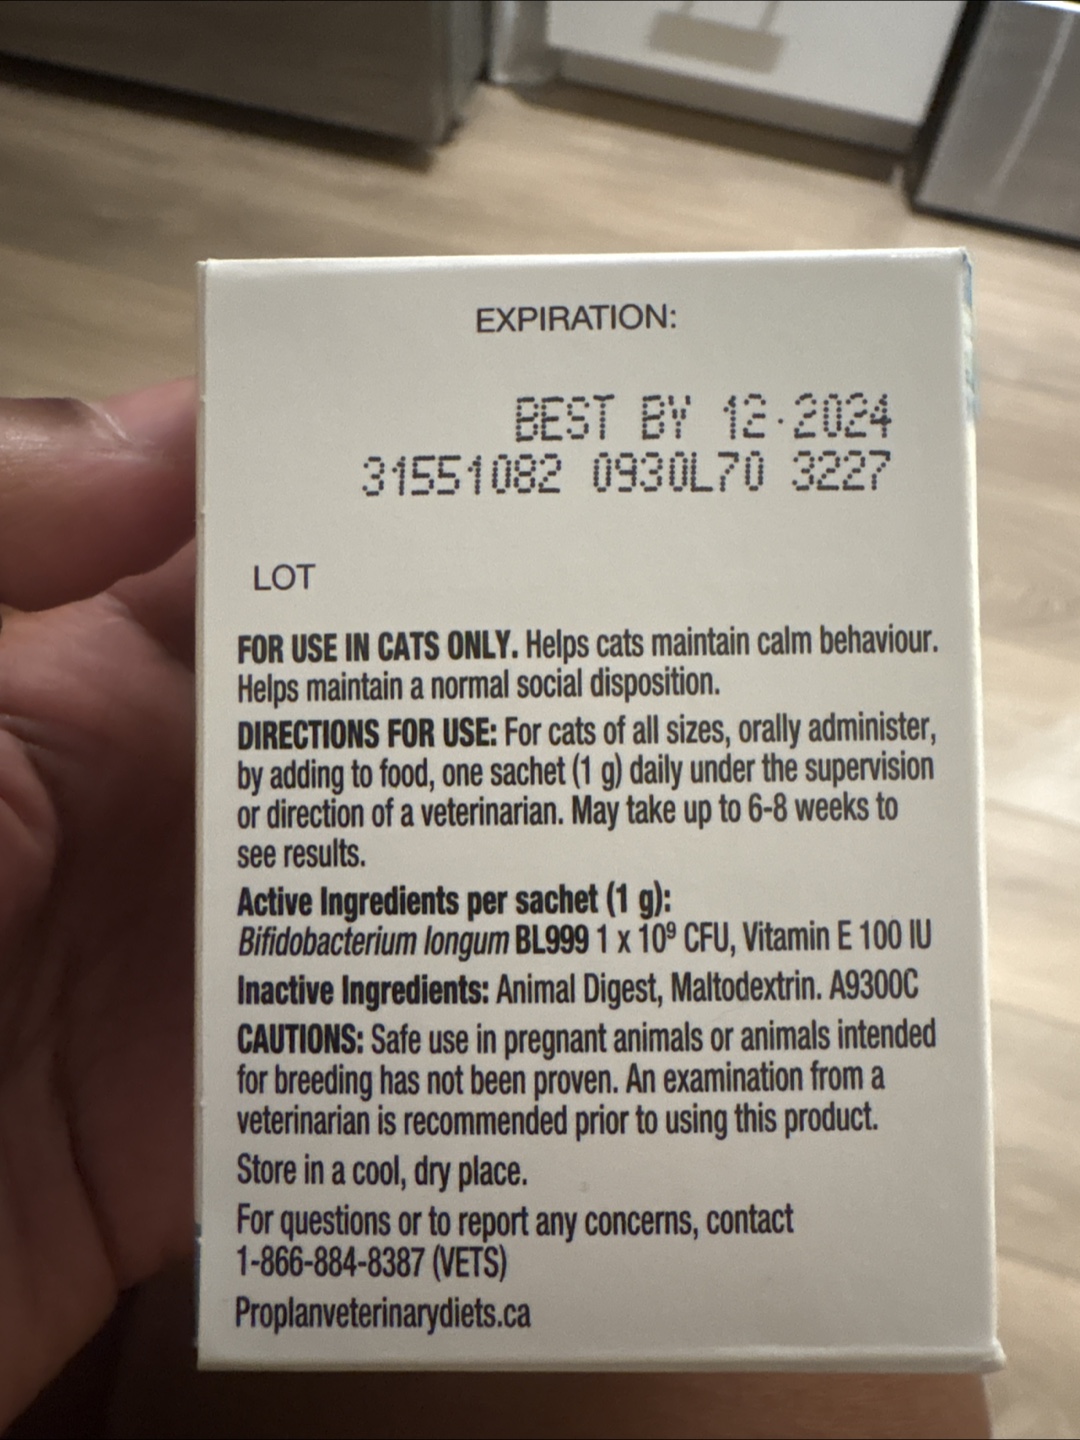 EXPIRATION:
BEST BY 12·2024
31551082 0930L70 3227
LOT
FOR USE IN CATS ONLY. Helps cats maintain calm behaviour.
Helps maintain a normal social disposition.
DIRECTIONS FOR USE: For cats of all sizes, orally administer,
by adding to food, one sachet (1 g) daily under the supervision
or direction of a veterinarian. May take up to 6-8 weeks to
see results.
Active Ingredients per sachet (1 g):
Bifidobacterium longum BL999 1 x 10⁹ CFU, Vitamin E 100 IU
Inactive Ingredients: Animal Digest, Maltodextrin. A9300C
CAUTIONS: Safe use in pregnant animals or animals intended
for breeding has not been proven. An examination from a
veterinarian is recommended prior to using this product.
Store in a cool, dry place.
For questions or to report any concerns, contact
1-866-884-8387 (VETS)
Proplanveterinarydiets.ca